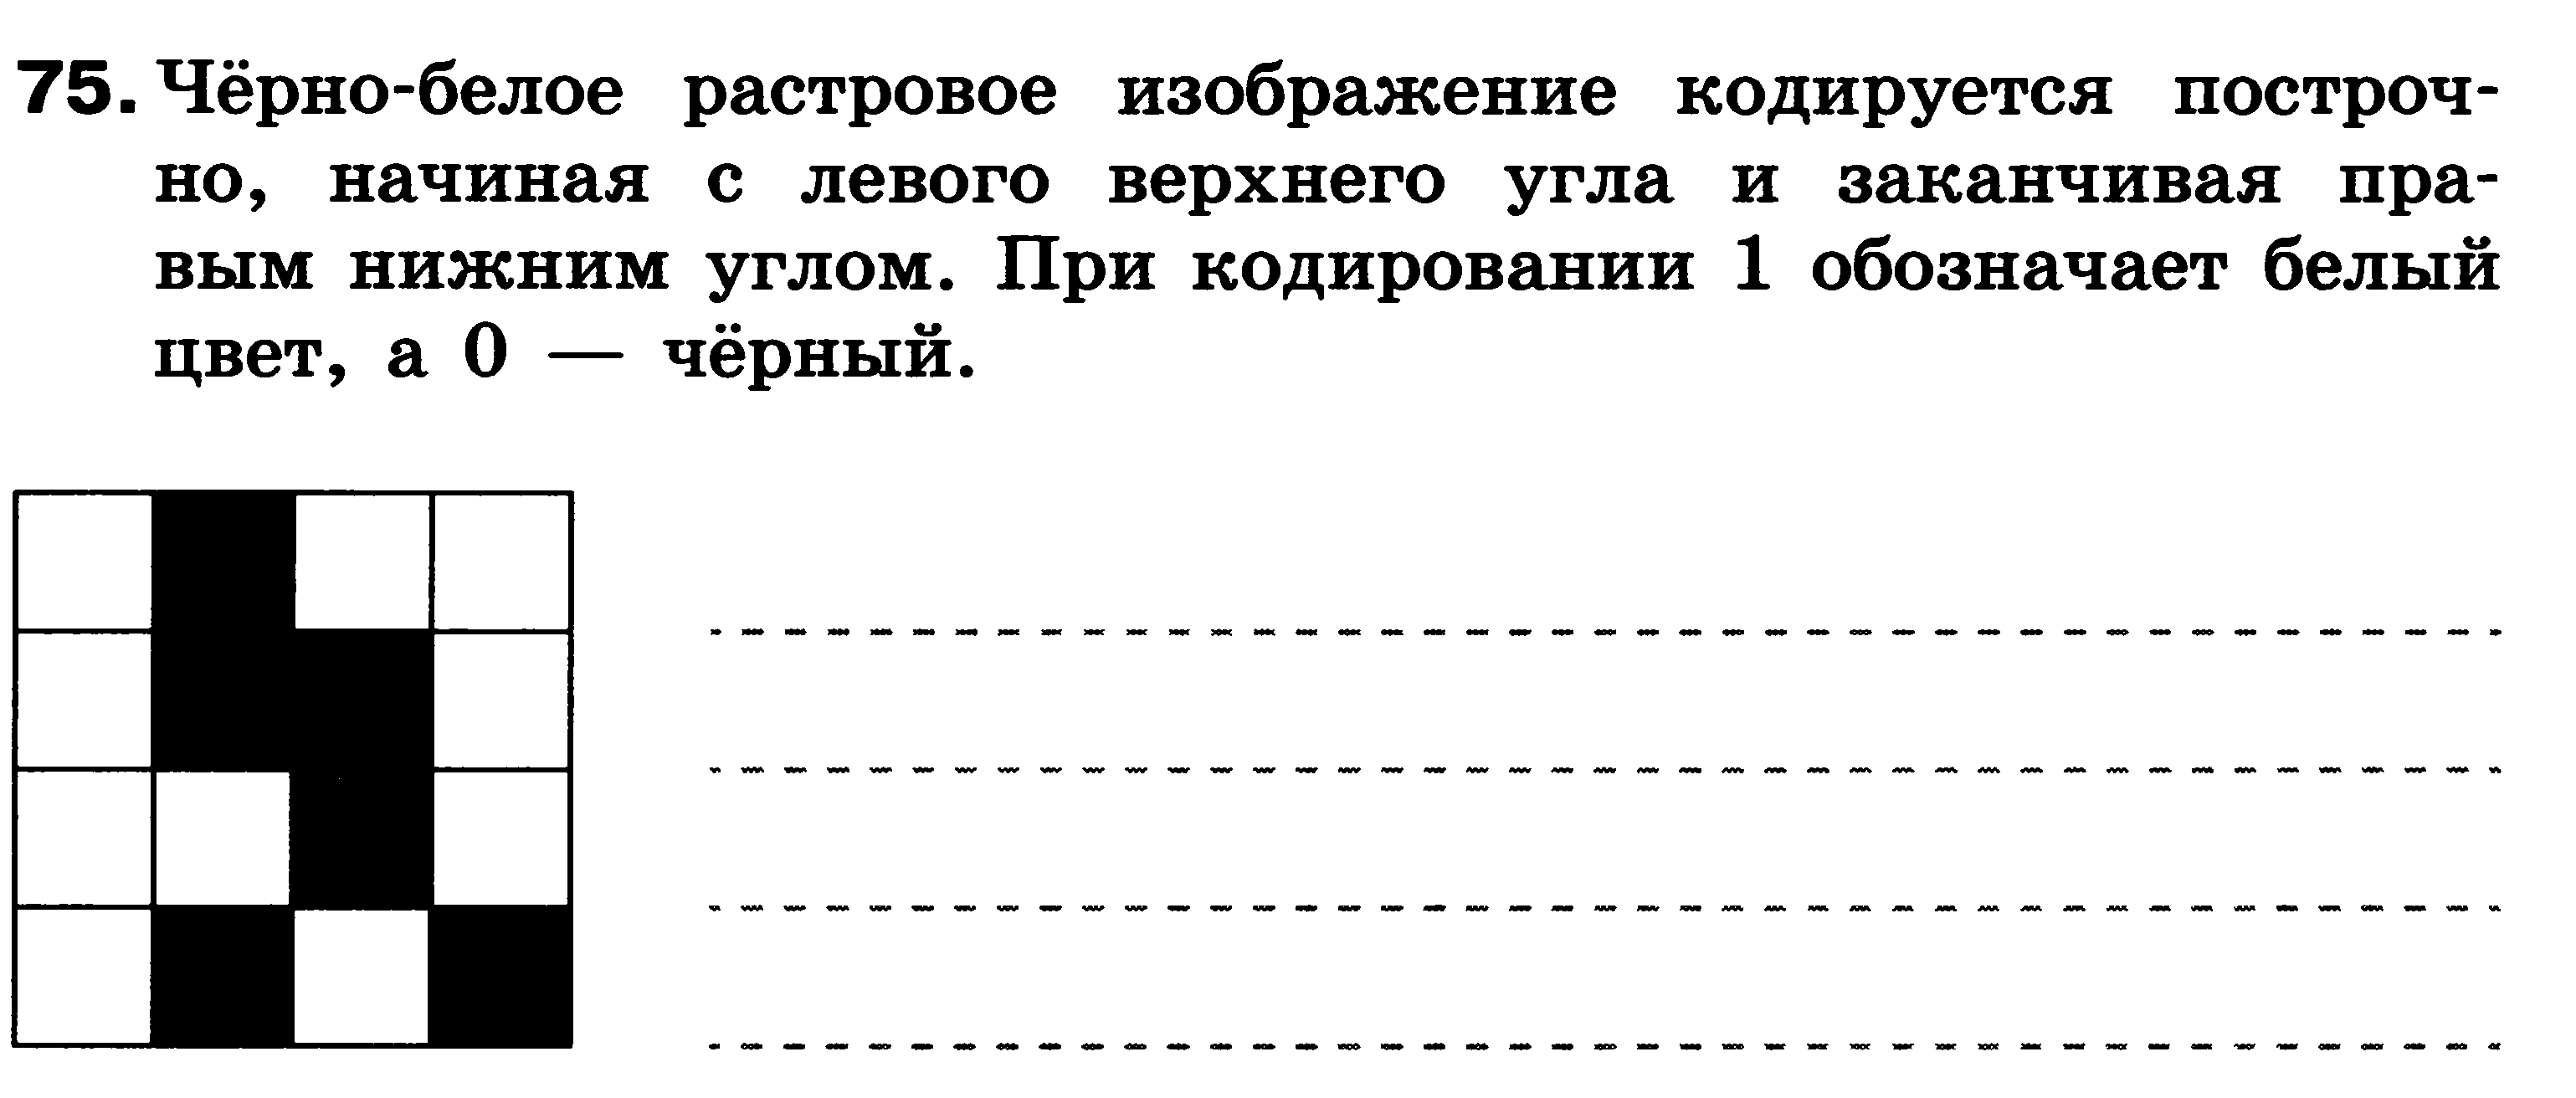 75. Чёрно-белое растровое изображение кодируется построч-
но, начиная с левого верхнего угла и заканчивая пра-
вым нижним углом. При кодировании 1 обозначает белый
цвет, а 0 — чёрный.